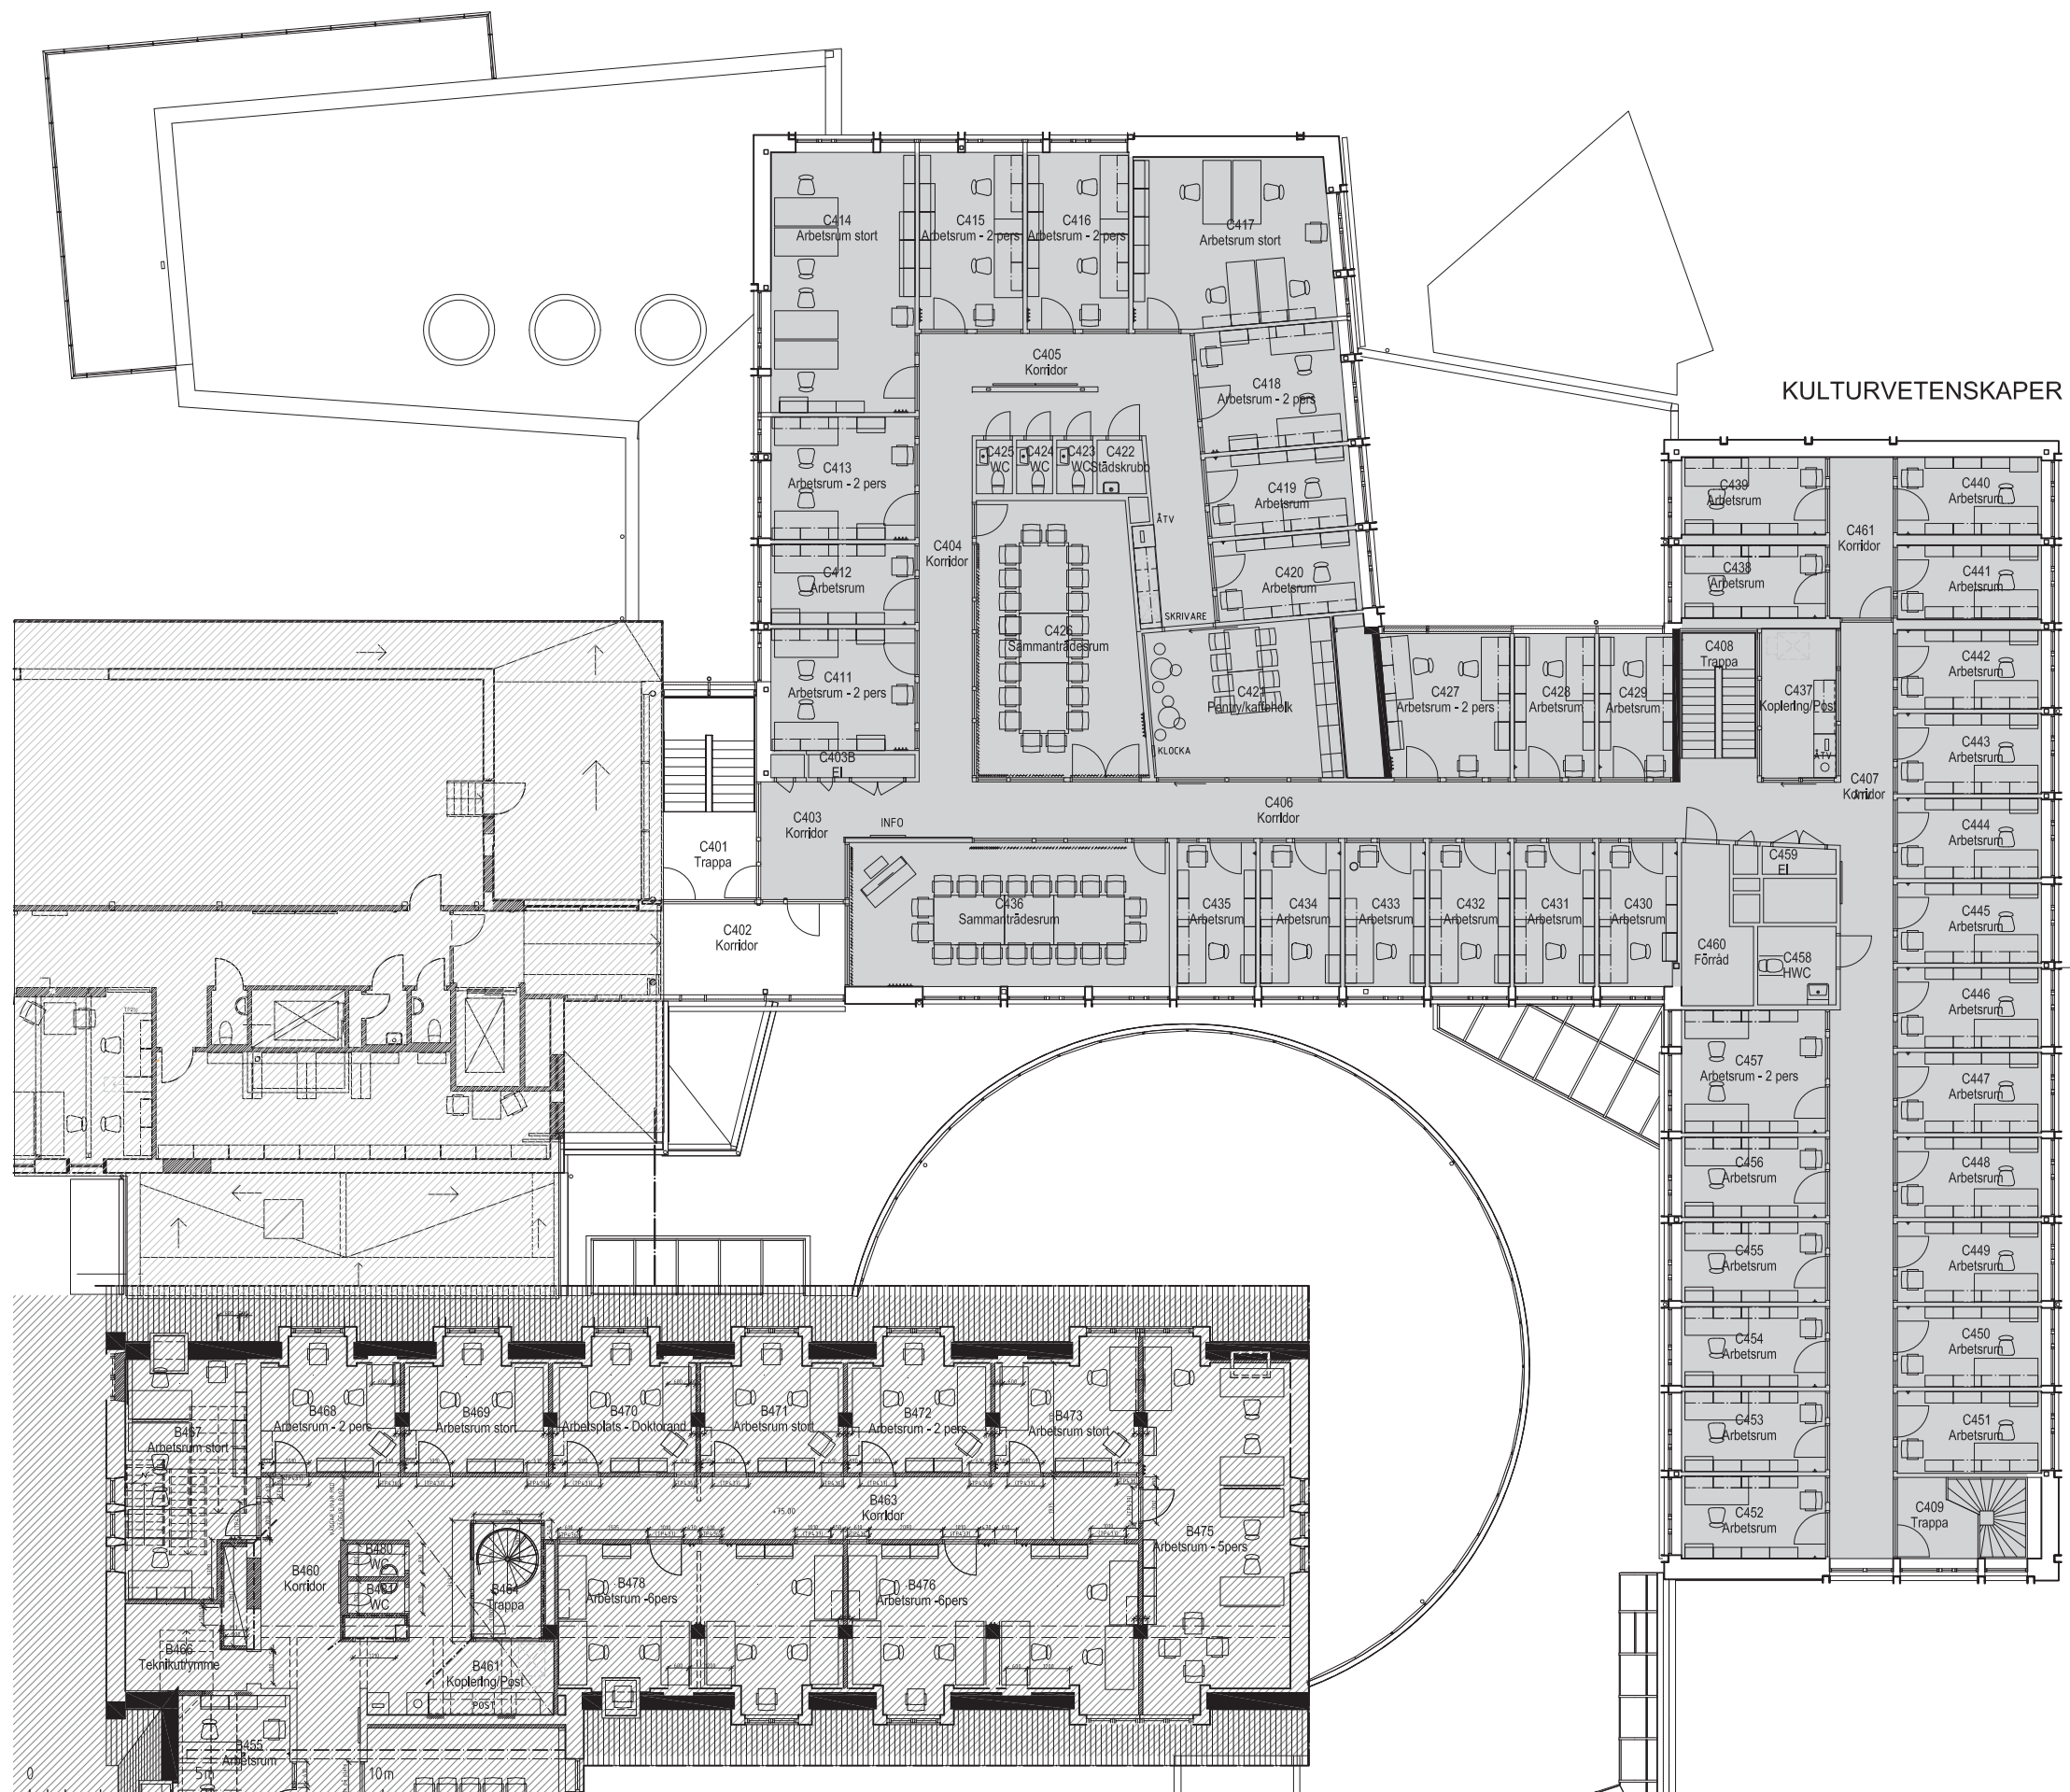 C414
Arbetsrum stort
C415
Arbetsrum - 2 pers
C416
Arbetsrum - 2 pers
C417
Arbetsrum stort
C405
Korridor
C418
Arbetsrum - 2 pers
KULTURVETENSKAPER
C425
WC
C424
WC
C423
WC
C422
Städskrubb
C413
Arbetsrum - 2 pers
C419
Arbetsrum
C439
Arbetsrum
C440
Arbetsrum
ÅTV
C461
Korridor
C404
Korridor
C412
Arbetsrum
C420
Arbetsrum
C438
Arbetsrum
C441
Arbetsrum
SKRIVARE
C426
Sammanträdesrum
C408
Trappa
C442
Arbetsrum
C411
Arbetsrum - 2 pers
C421
Pentry/kaffehölk
C427
Arbetsrum - 2 pers
C428
Arbetsrum
C429
Arbetsrum
C437
Kopiering/Post
KLOCKA
C403B
El
C443
Arbetsrum
ÅTV
C407
Korridor
C406
Korridor
C403
Korridor
INFO
C444
Arbetsrum
C401
Trappa
C459
El
C436
Sammanträdesrum
C435
Arbetsrum
C434
Arbetsrum
C433
Arbetsrum
C432
Arbetsrum
C431
Arbetsrum
C430
Arbetsrum
C445
Arbetsrum
C402
Korridor
C460
Förråd
C458
HWC
C446
Arbetsrum
C457
Arbetsrum - 2 pers
C447
Arbetsrum
C456
Arbetsrum
C448
Arbetsrum
C455
Arbetsrum
C449
Arbetsrum
C454
Arbetsrum
C450
Arbetsrum
C453
Arbetsrum
C451
Arbetsrum
C452
Arbetsrum
C409
Trappa
B467
Arbetsrum stort
B468
Arbetsrum - 2 pers
B469
Arbetsrum stort
B470
Arbetsplats - Doktorand
B471
Arbetsrum stort
B472
Arbetsrum - 2 pers
B473
Arbetsrum stort
+75.00
B463
Korridor
B475
Arbetsrum - 5pers
B460
Korridor
B480
WC
B481
WC
B464
Trappa
B478
Arbetsrum -6pers
B476
Arbetsrum -6pers
B466
Teknikutrymme
B461
Kopiering/Post
POST
B455
Arbetsrum
0
5m
10m